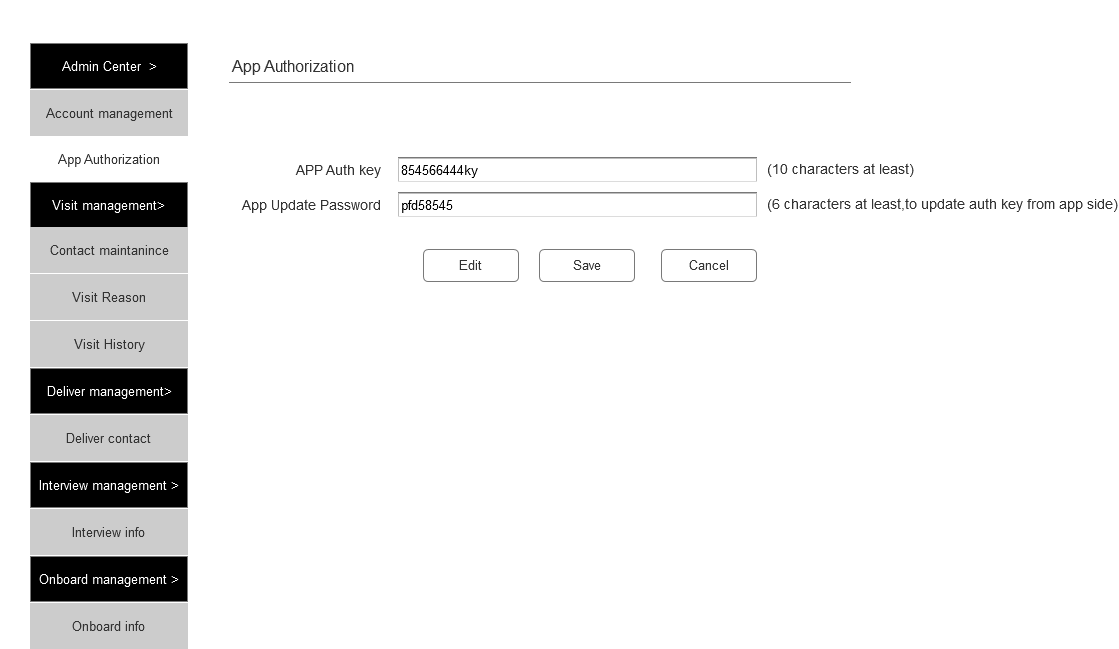 Admin Center >
Account management
App Authorization
Visit management>
Contact maintanince
Visit Reason
Visit History
Deliver management>
Deliver contact
Interview management >
Interview info
Onboard management >
Onboard info
App Authorization
APP Auth key 854566444ky (10 characters at least)
App Update Password pfd58545 (6 characters at least,to update auth key from app side)
Edit Save Cancel